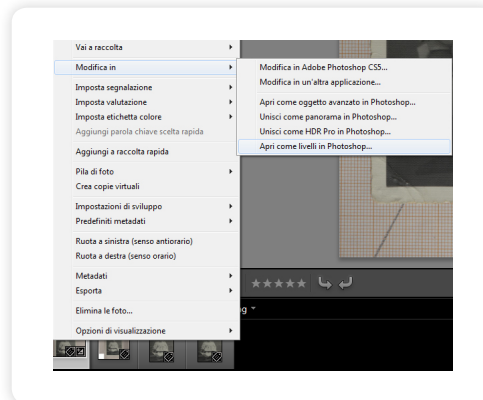 Vai a raccolta
Modifica in
Imposta segnalazione
Imposta valutazione
Imposta etichetta colore
Aggiungi parola chiave scelta rapida
Aggiungi a raccolta rapida
Pila di foto
Crea copie virtuali
Impostazioni di sviluppo
Predefiniti metadati
Ruota a sinistra (senso antiorario)
Ruota a destra (senso orario)
Metadati
Esporta
Elimina le foto...
Opzioni di visualizzazione
Modifica in Adobe Photoshop CS5...
Modifica in un'altra applicazione...
Apri come oggetto avanzato in Photoshop...
Unisci come panorama in Photoshop...
Unisci come HDR Pro in Photoshop...
Apri come livelli in Photoshop...